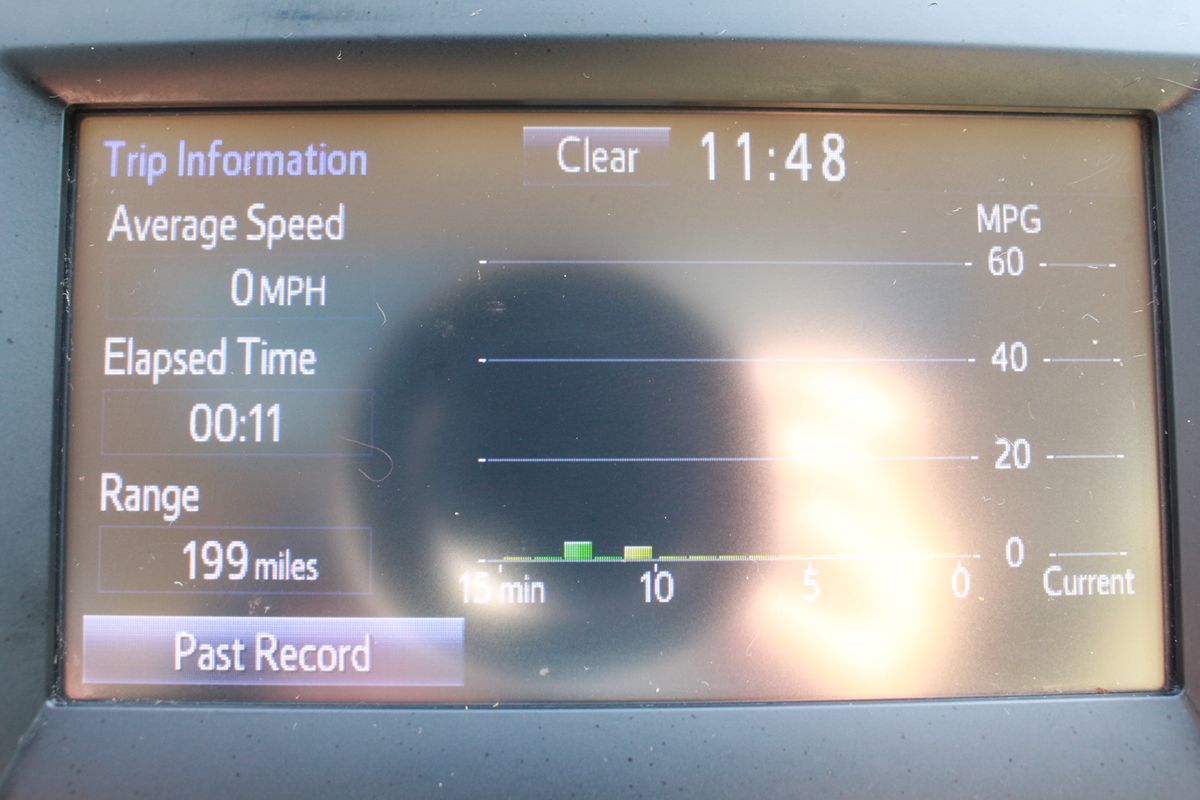 Trip Information
Clear
11:48
Average Speed
0 MPH
Elapsed Time
00:11
Range
199 miles
Past Record
MPG
60
40
20
0
15 min 10 5 0 Current